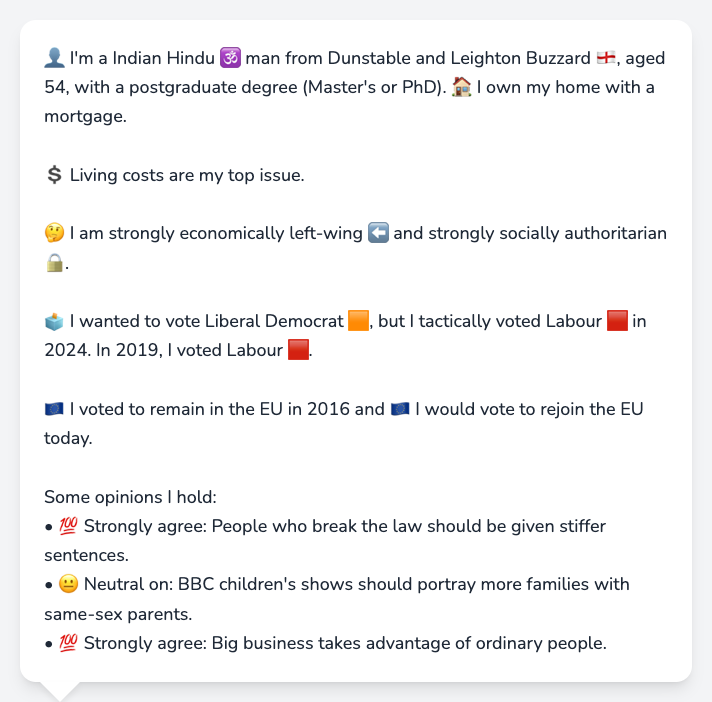 👤 I'm a Indian Hindu 🕉️ man from Dunstable and Leighton Buzzard 🏴󠁧󠁢󠁥󠁮󠁧󠁿, aged
54, with a postgraduate degree (Master's or PhD). 🏠 I own my home with a
mortgage.
💲 Living costs are my top issue.
🤔 I am strongly economically left-wing ⬅️ and strongly socially authoritarian
🔒.
🗳️ I wanted to vote Liberal Democrat 🟧, but I tactically voted Labour 🟥 in
2024. In 2019, I voted Labour 🟥.
🇪🇺 I voted to remain in the EU in 2016 and 🇪🇺 I would vote to rejoin the EU
today.
Some opinions I hold:
• 💯 Strongly agree: People who break the law should be given stiffer
sentences.
• 😐 Neutral on: BBC children's shows should portray more families with
same-sex parents.
• 💯 Strongly agree: Big business takes advantage of ordinary people.